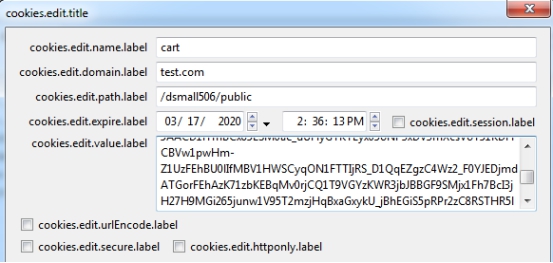 cookies.edit.title
cookies.edit.name.label cart
cookies.edit.domain.label test.com
cookies.edit.path.label /dsmall506/public
cookies.edit.expire.label 03/ 17/ 2020 2: 36: 13 PM cookies.edit.session.label
cookies.edit.value.label
CBVw1pwHm-
Z1UzFEhBU0lIfMBV1HWSCyqON1FTTIjRS_D1QqEZgzC4Wz2_F0YJEDjmd
ATGorFEhAzK71zbKEBqMv0rjCQ1T9VGYzKWR3jbJBBGF9SMjx1Fh7BcI3j
H27H9MGi265junw1V95T2mzjHqBxaGxykU_jBhEGiS5pRPr2zC8RSTHR5I
cookies.edit.urlEncode.label
cookies.edit.secure.label cookies.edit.httponly.label